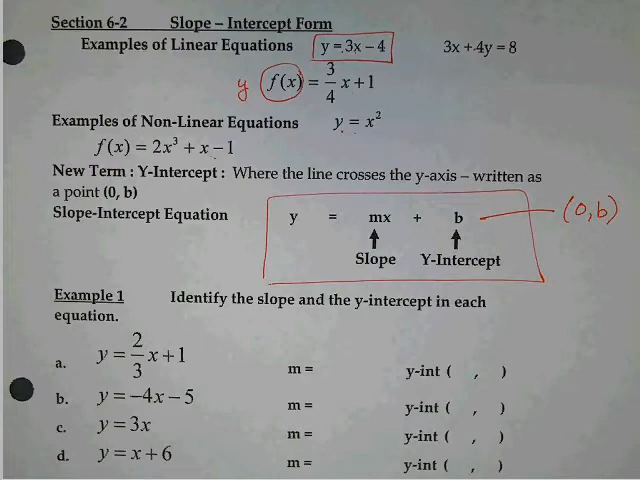 Section 6-2 Slope – Intercept Form
Examples of Linear Equations y = 3x – 4 3x + 4y = 8
y f(x) = 3/4 x + 1
Examples of Non-Linear Equations y = x²
f(x) = 2x³ + x – 1
New Term : Y-Intercept : Where the line crosses the y-axis – written as
a point (0, b)
Slope-Intercept Equation y = mx + b (0, b)
Slope Y-Intercept
Example 1 Identify the slope and the y-intercept in each
equation.
a. y = 2/3 x + 1 m = y-int ( , )
b. y = –4x – 5 m = y-int ( , )
c. y = 3x m = y-int ( , )
d. y = x + 6 m = y-int ( , )